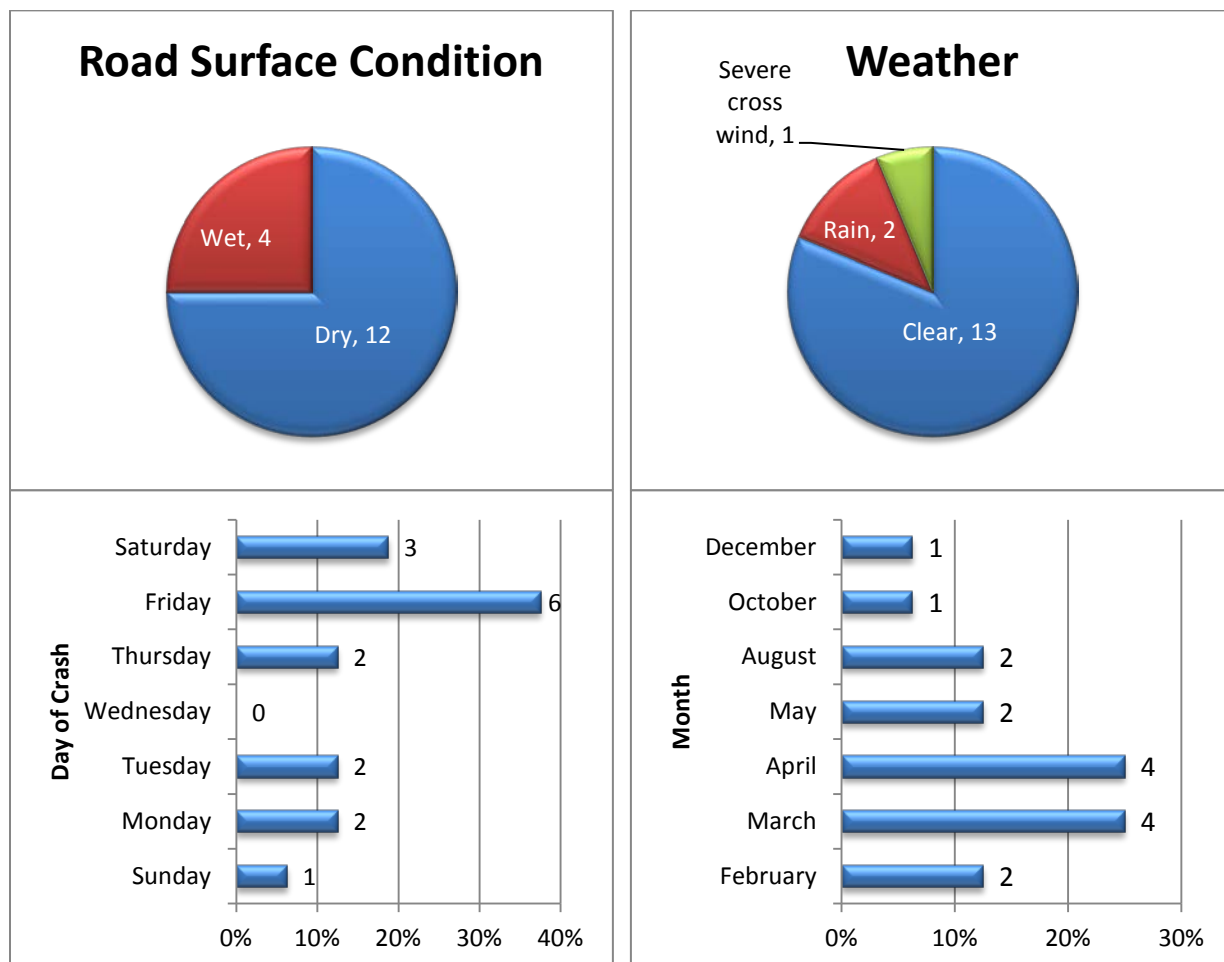 Road Surface Condition
Wet, 4
Dry, 12
Weather
Severe
cross
wind, 1
Rain, 2
Clear, 13
Day of Crash
Saturday 3
Friday 6
Thursday 2
Wednesday 0
Tuesday 2
Monday 2
Sunday 1
0% 10% 20% 30% 40%
Month
December 1
October 1
August 2
May 2
April 4
March 4
February 2
0% 10% 20% 30%